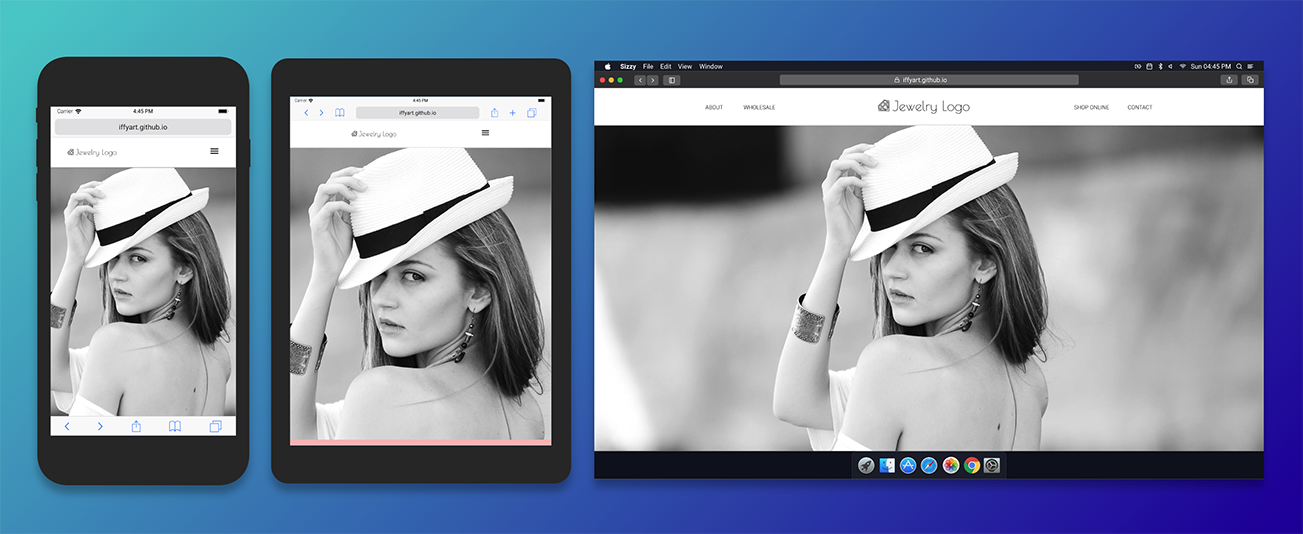 Carrier 4:45 PM
iffyart.github.io
Jewelry Logo
Carrier 4:45 PM
iffyart.github.io
Jewelry Logo
Sizzy File Edit View Window Sun 04:45 PM
iffyart.github.io
ABOUT WHOLESALE Jewelry Logo SHOP ONLINE CONTACT